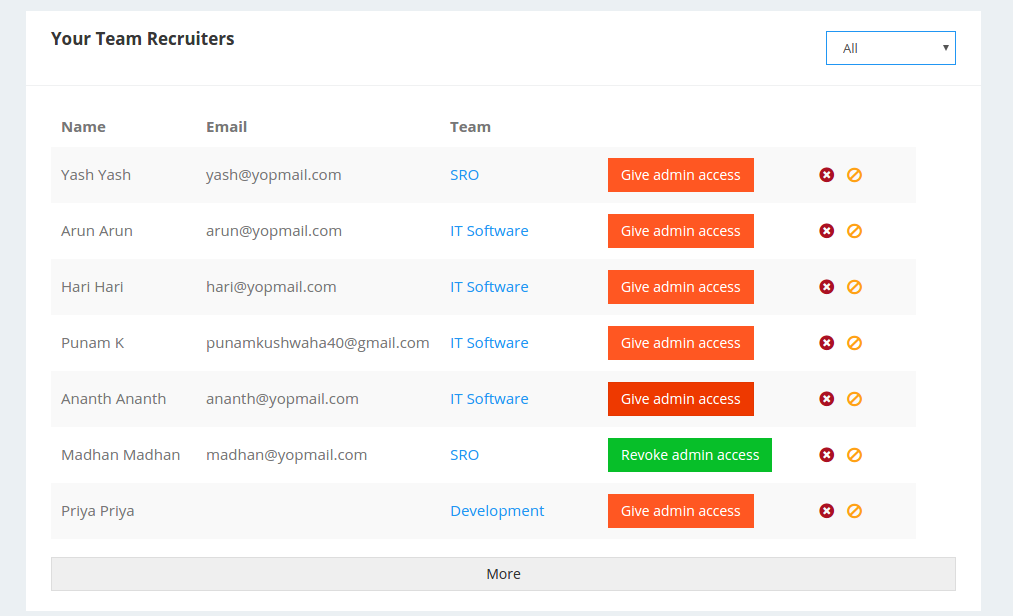 Your Team Recruiters
All
Name Email Team
Yash Yash yash@yopmail.com SRO Give admin access
Arun Arun arun@yopmail.com IT Software Give admin access
Hari Hari hari@yopmail.com IT Software Give admin access
Punam K punamkushwaha40@gmail.com IT Software Give admin access
Ananth Ananth ananth@yopmail.com IT Software Give admin access
Madhan Madhan madhan@yopmail.com SRO Revoke admin access
Priya Priya Development Give admin access
More